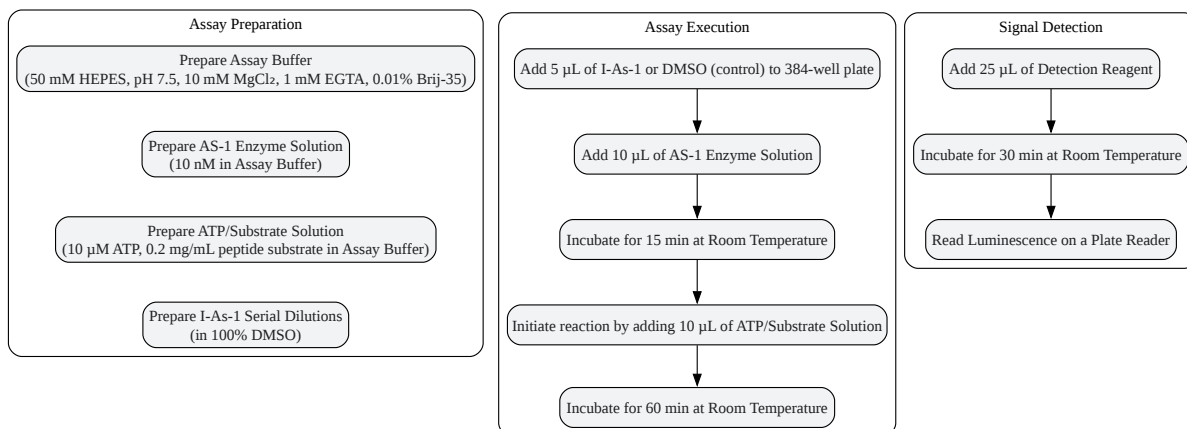 Assay Preparation
Prepare Assay Buffer
(50 mM HEPES, pH 7.5, 10 mM MgCl₂, 1 mM EGTA, 0.01% Brij-35)
Prepare AS-1 Enzyme Solution
(10 nM in Assay Buffer)
Prepare ATP/Substrate Solution
(10 µM ATP, 0.2 mg/mL peptide substrate in Assay Buffer)
Prepare I-As-1 Serial Dilutions
(in 100% DMSO)
Assay Execution
Add 5 µL of I-As-1 or DMSO (control) to 384-well plate
Add 10 µL of AS-1 Enzyme Solution
Incubate for 15 min at Room Temperature
Initiate reaction by adding 10 µL of ATP/Substrate Solution
Incubate for 60 min at Room Temperature
Signal Detection
Add 25 µL of Detection Reagent
Incubate for 30 min at Room Temperature
Read Luminescence on a Plate Reader